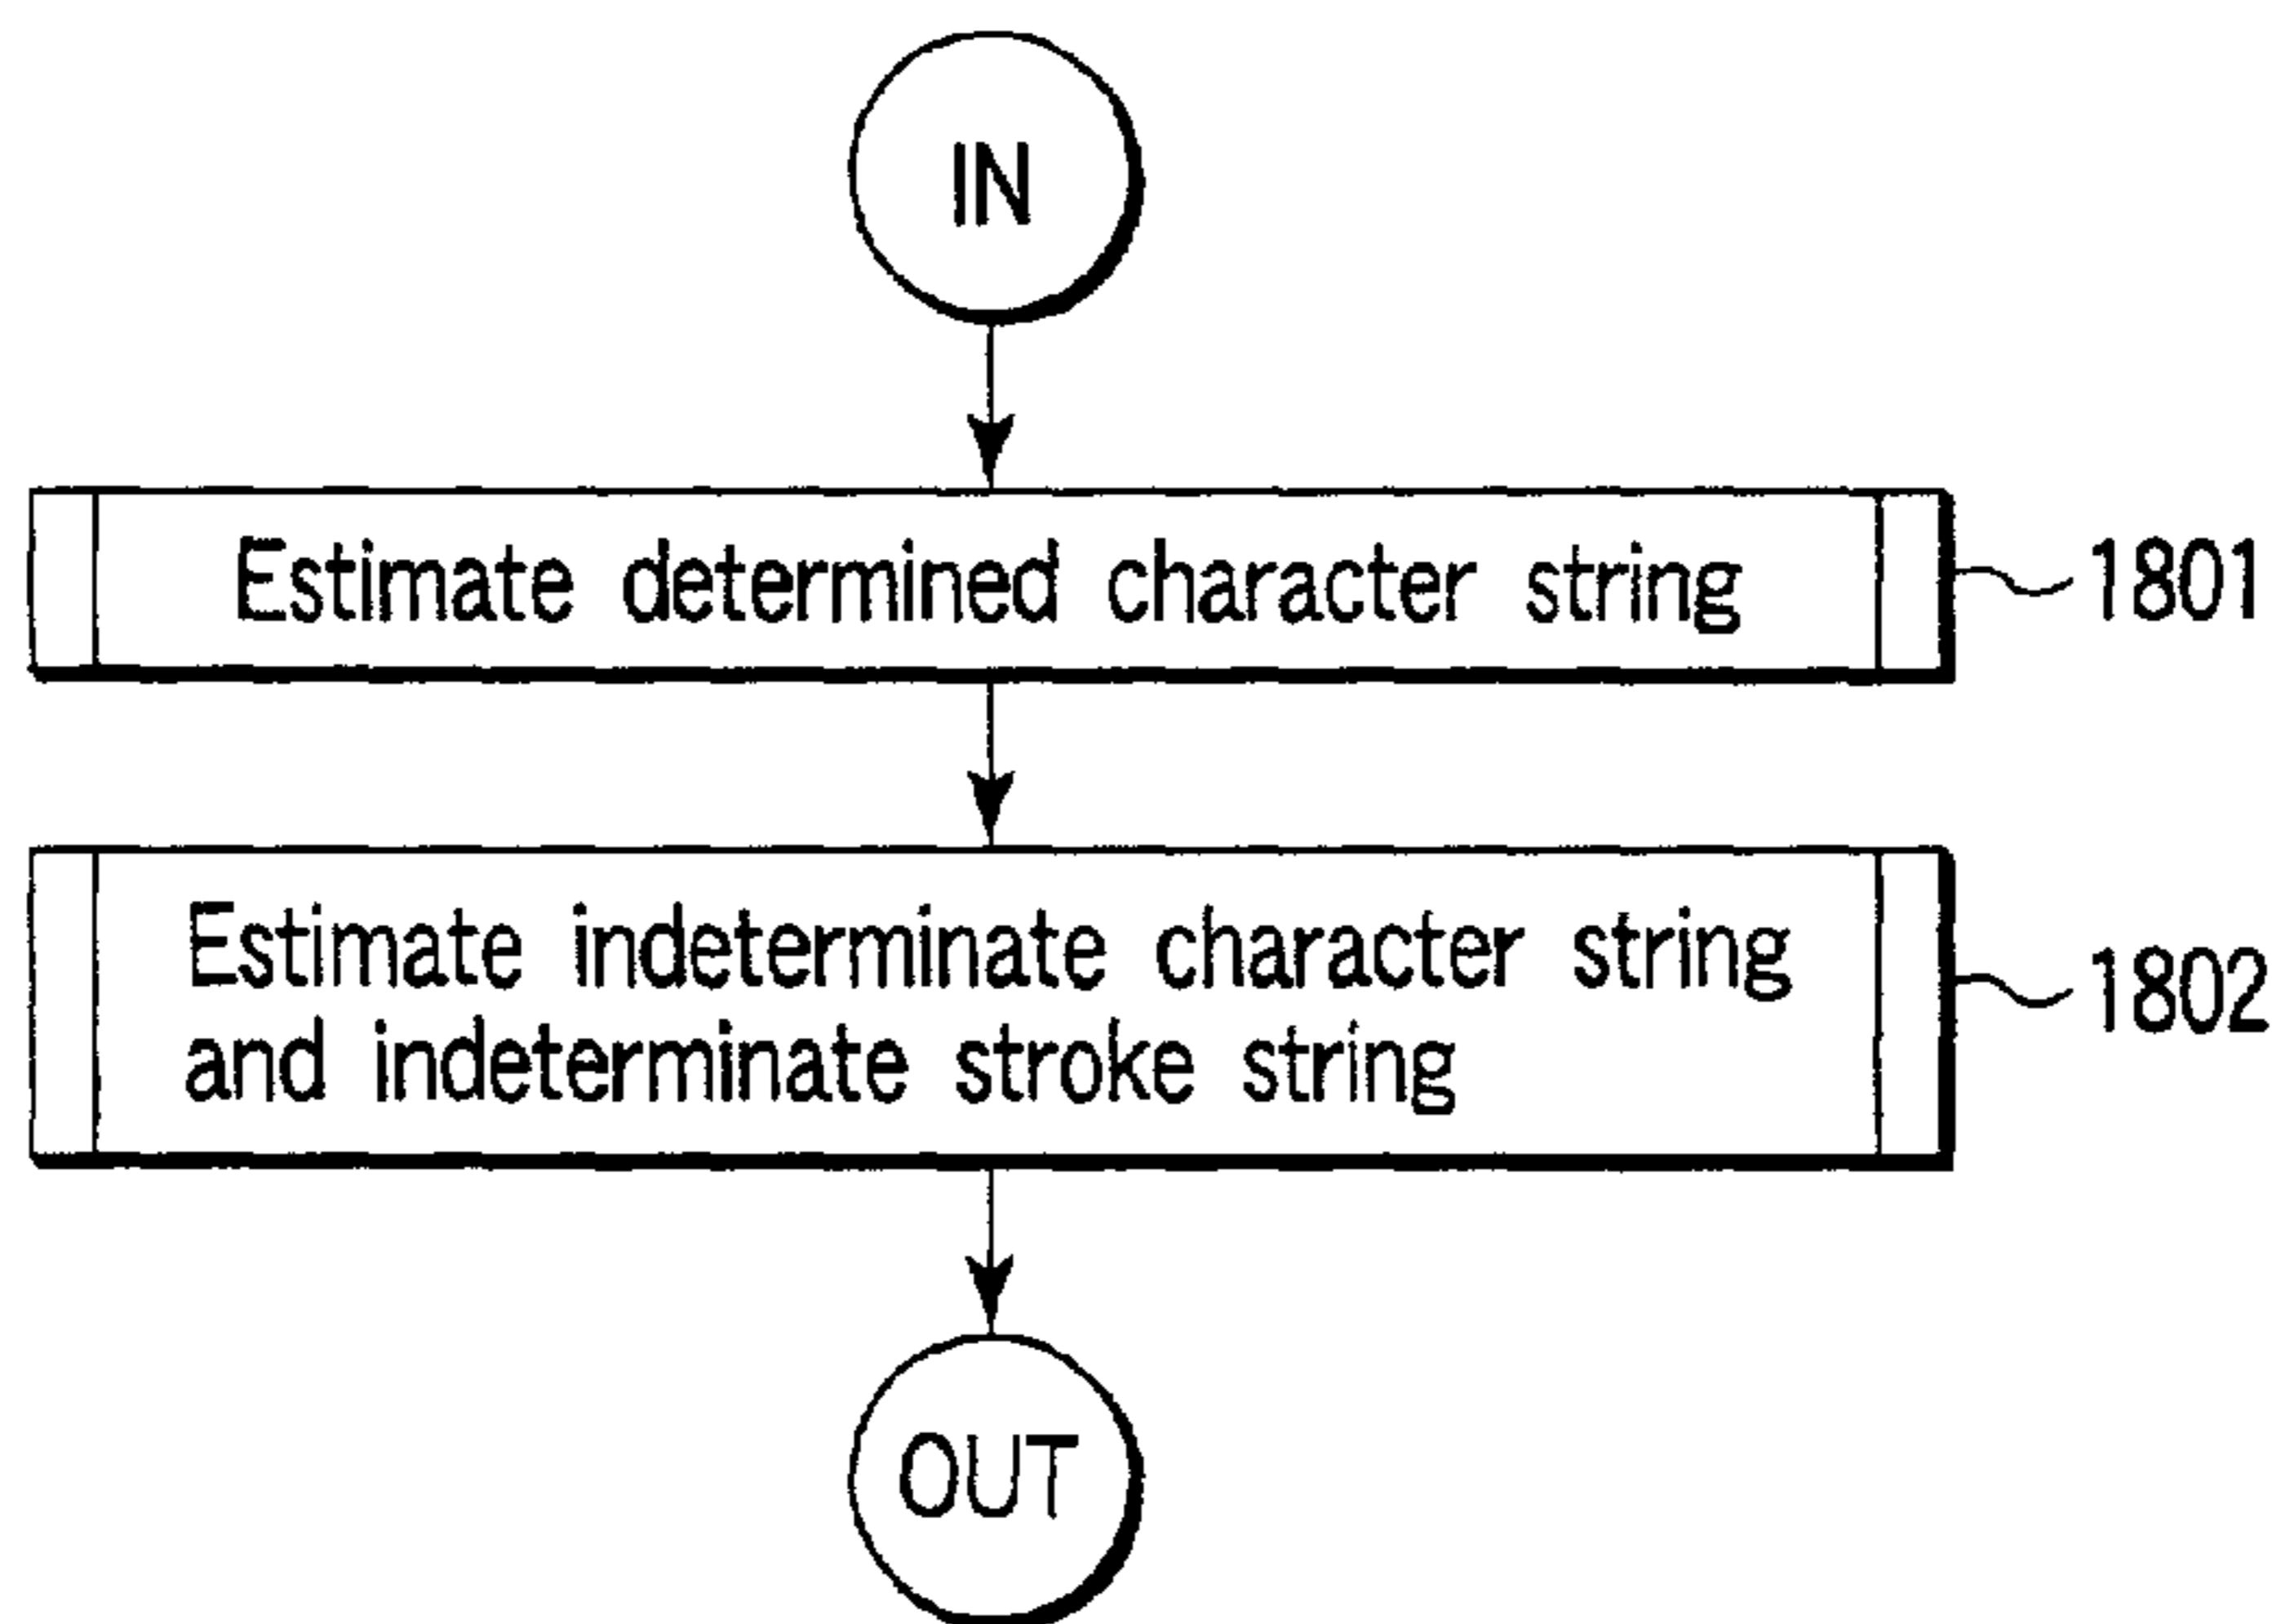 IN
Estimate determined character string
1801
Estimate indeterminate character string
and indeterminate stroke string
1802
OUT